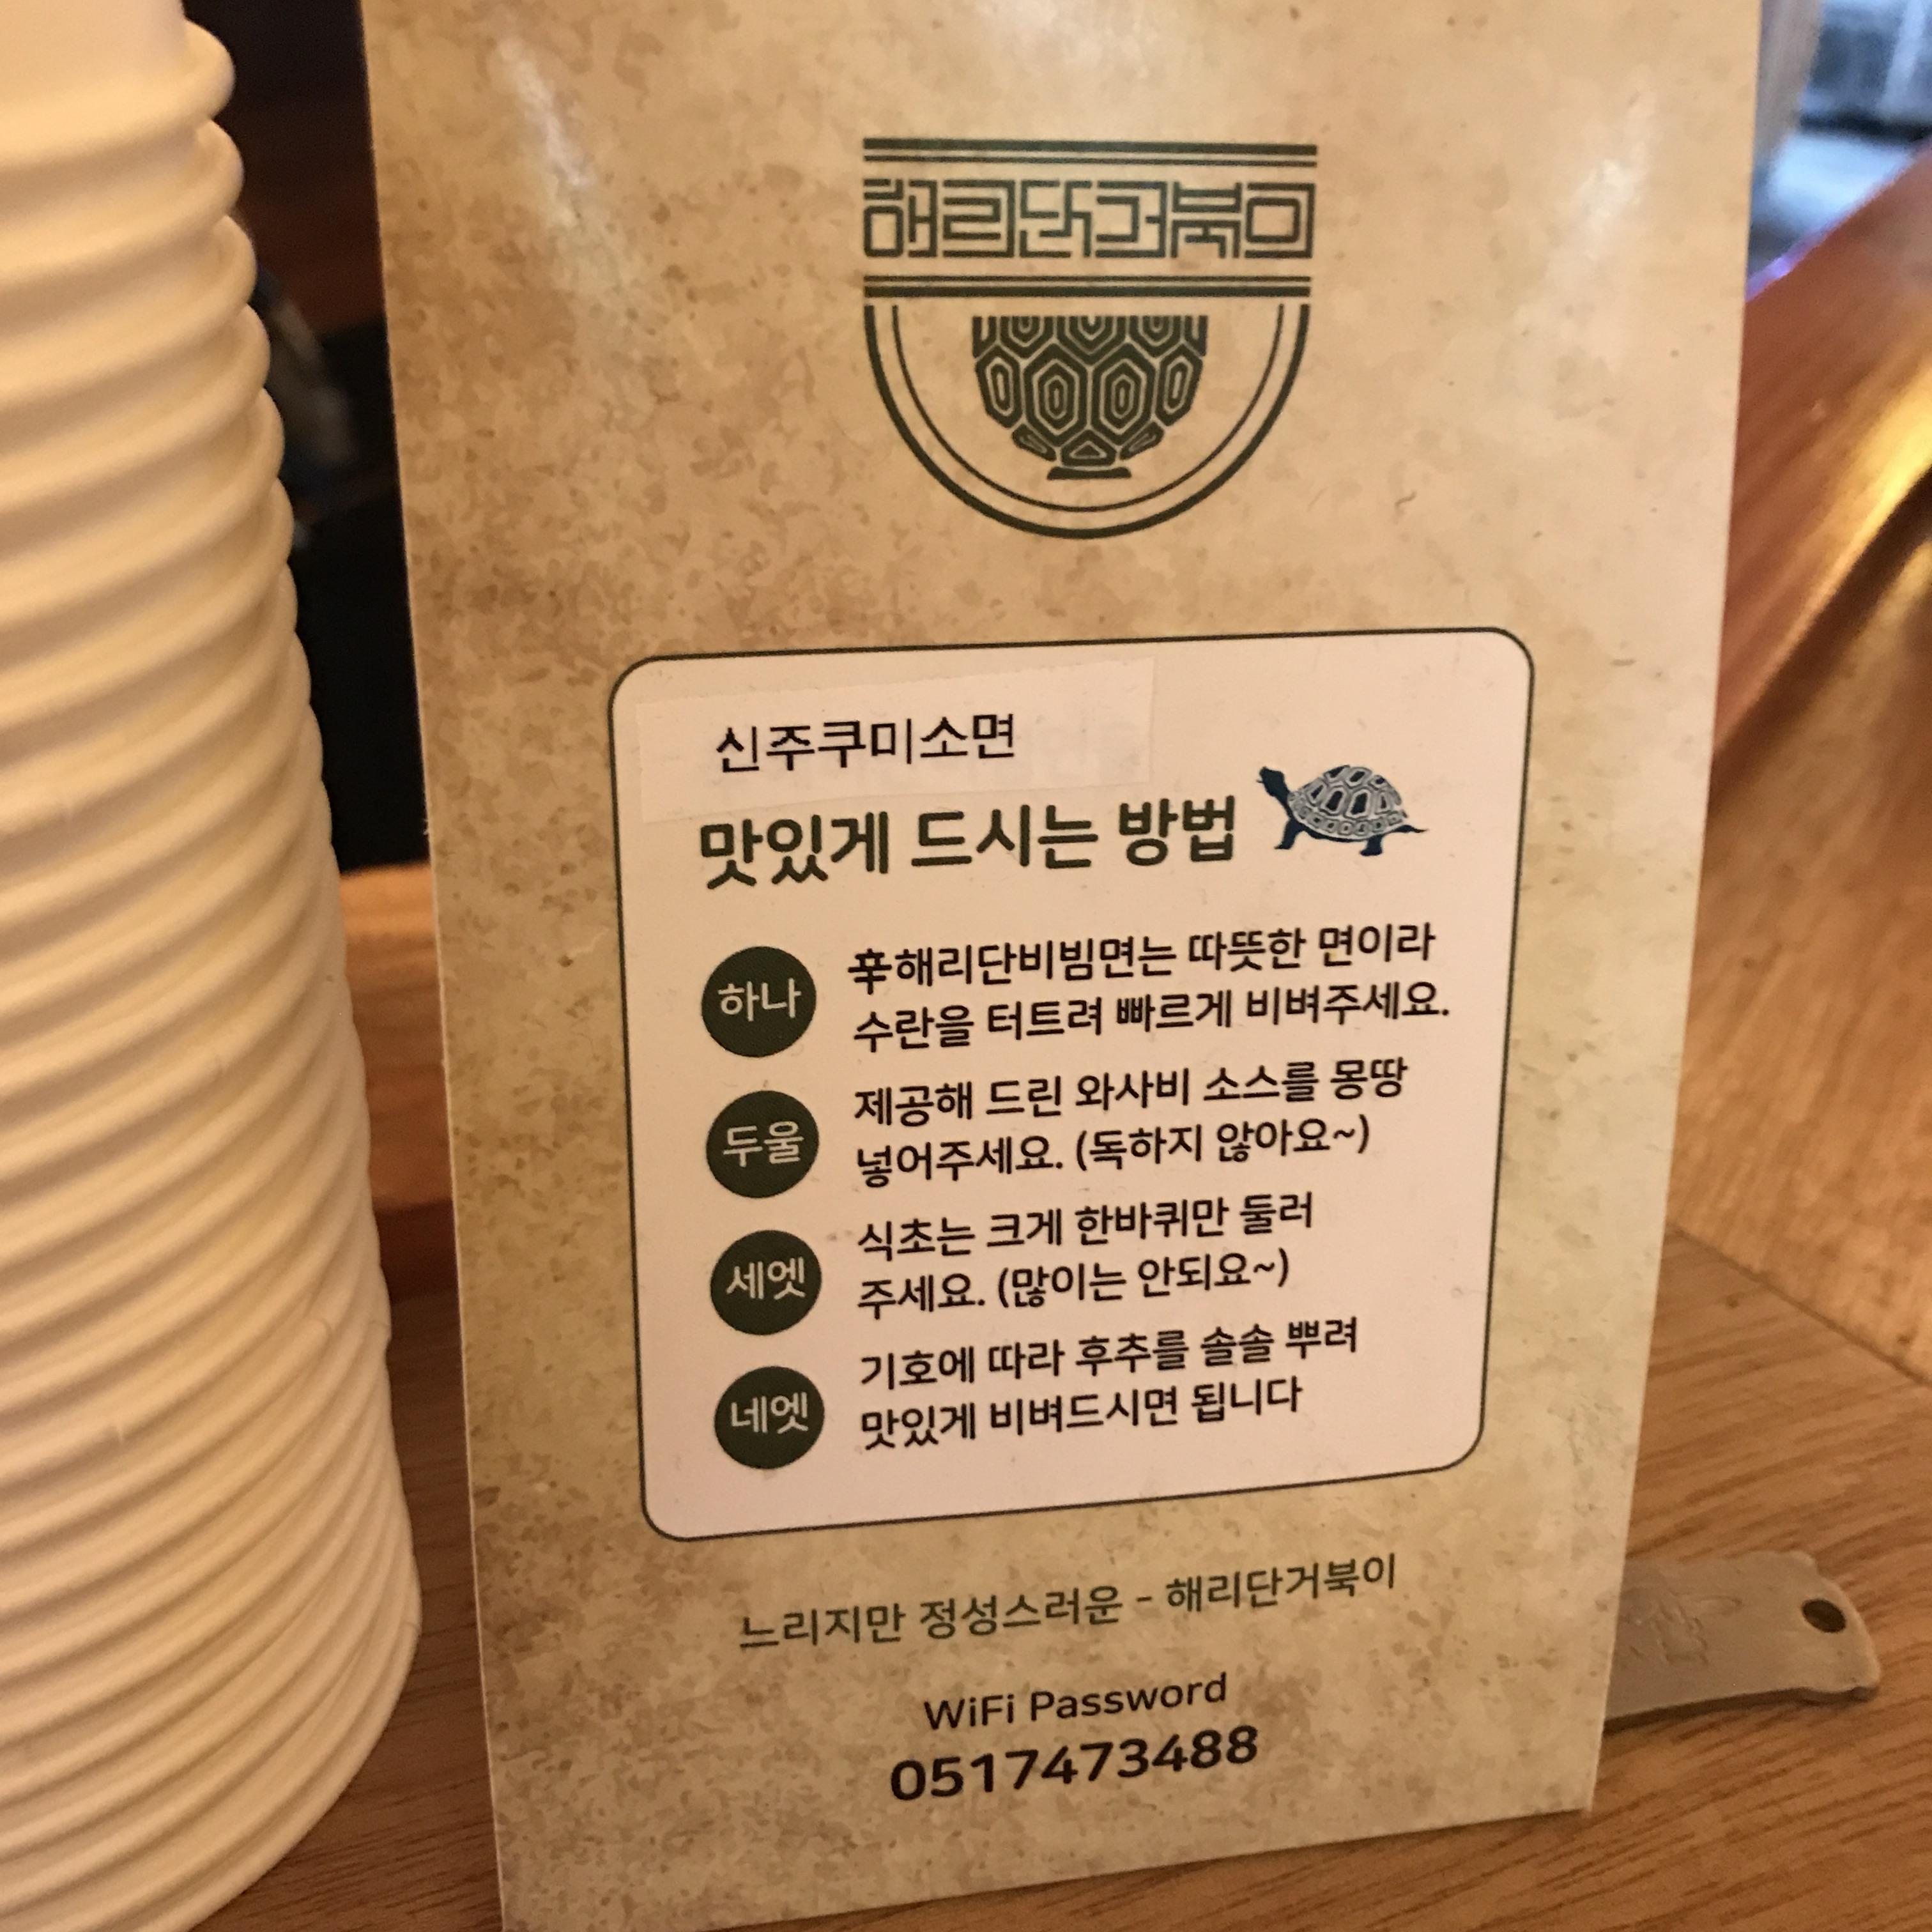 해리단거북이
신주쿠미소면
맛있게 드시는 방법
하나
辛해리단비빔면는 따뜻한 면이라
수란을 터트려 빠르게 비벼주세요.
두울
제공해 드린 와사비 소스를 몽땅
넣어주세요. (독하지 않아요~)
세엣
식초는 크게 한바퀴만 둘러
주세요. (많이는 안되요~)
네엣
기호에 따라 후추를 솔솔 뿌려
맛있게 비벼드시면 됩니다
느리지만 정성스러운 - 해리단거북이
WiFi Password
0517473488